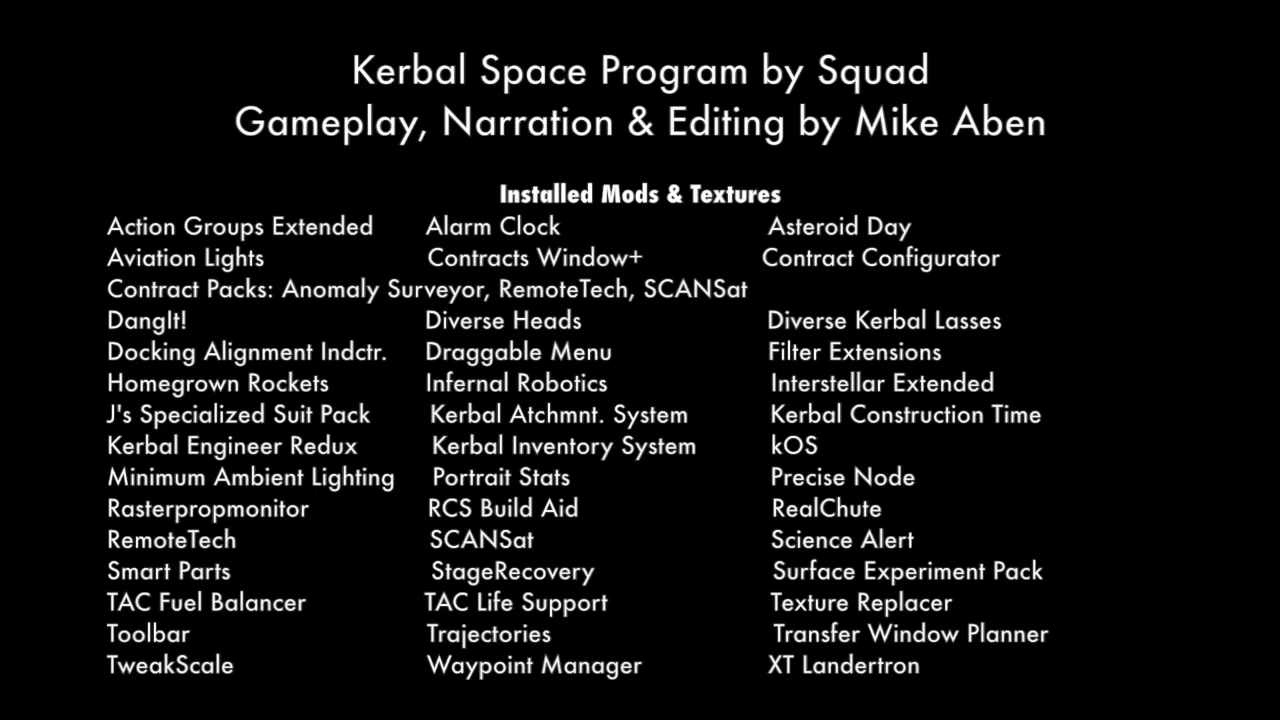 Kerbal Space Program by Squad
Gameplay, Narration & Editing by Mike Aben
Installed Mods & Textures
Action Groups Extended Alarm Clock Asteroid Day
Aviation Lights Contracts Window+ Contract Configurator
Contract Packs: Anomaly Surveyor, RemoteTech, SCANSat
DangIt! Diverse Heads Diverse Kerbal Lasses
Docking Alignment Indctr. Draggable Menu Filter Extensions
Homegrown Rockets Infernal Robotics Interstellar Extended
J's Specialized Suit Pack Kerbal Atchmnt. System Kerbal Construction Time
Kerbal Engineer Redux Kerbal Inventory System kOS
Minimum Ambient Lighting Portrait Stats Precise Node
Rasterpropmonitor RCS Build Aid RealChute
RemoteTech SCANSat Science Alert
Smart Parts StageRecovery Surface Experiment Pack
TAC Fuel Balancer TAC Life Support Texture Replacer
Toolbar Trajectories Transfer Window Planner
TweakScale Waypoint Manager XT Landertron